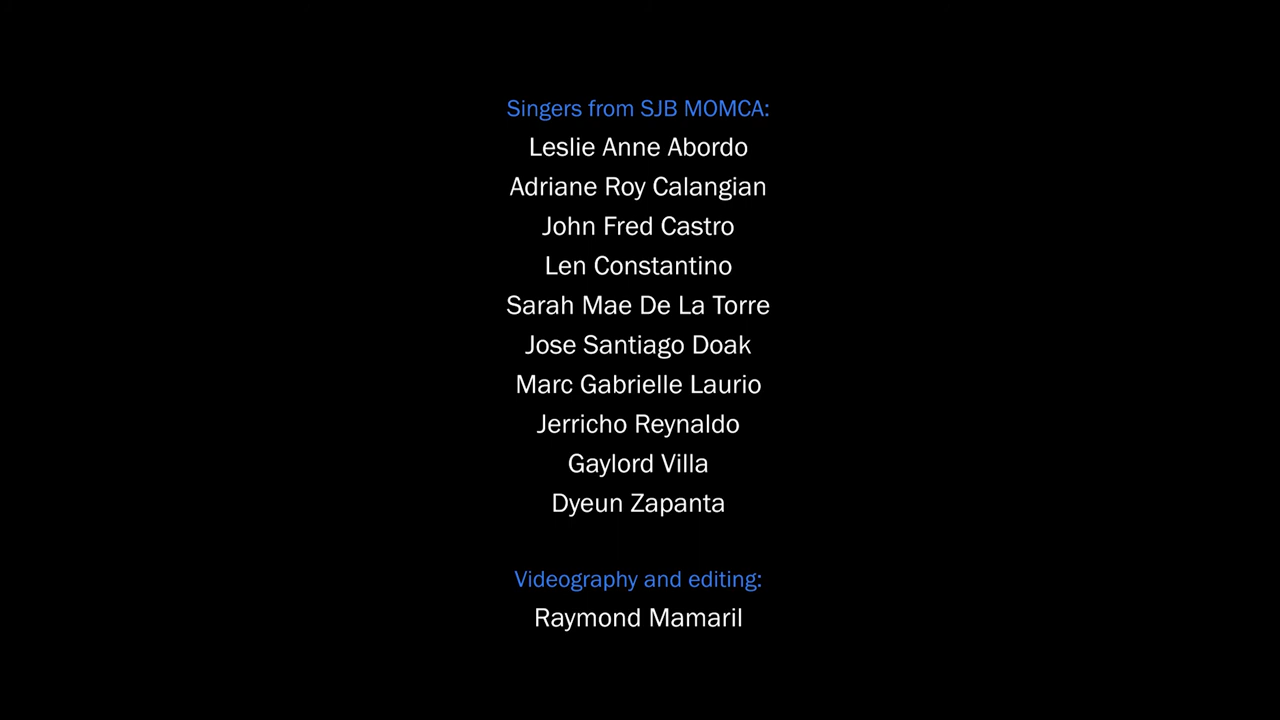 Singers from SJB MOMCA:
Leslie Anne Abordo
Adriane Roy Calangian
John Fred Castro
Len Constantino
Sarah Mae De La Torre
Jose Santiago Doak
Marc Gabrielle Laurio
Jerricho Reynaldo
Gaylord Villa
Dyeun Zapanta
Videography and editing:
Raymond Mamaril